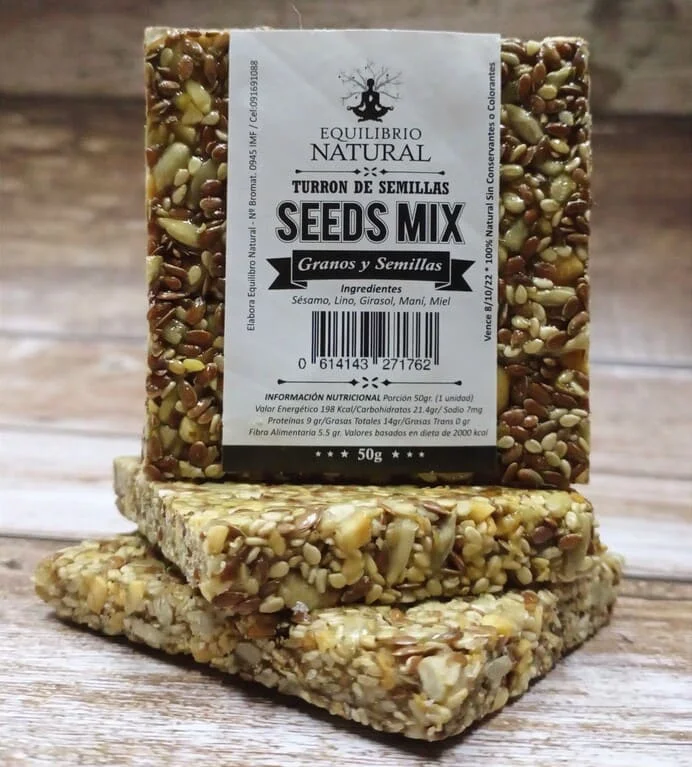 EQUILIBRIO
NATURAL
TURRON DE SEMILLAS
SEEDS MIX
Granos y Semillas
Ingredientes
Sésamo, Lino, Girasol, Maní, Miel
0 614143 271762
INFORMACIÓN NUTRICIONAL Porción 50gr. (1 unidad)
Valor Energético 198 Kcal/Carbohidratos 21.4gr/ Sodio 7mg
Proteínas 9 gr/Grasas Totales 14gr/Grasas Trans 0 gr
Fibra Alimentaria 5.5 gr. Valores basados en dieta de 2000 kcal
50g
Elabora Equilibro Natural - Nº Bromat. 0945 IMF / Cel:091691088
Vence 8/10/22 * 100% Natural Sin Conservantes o Colorantes